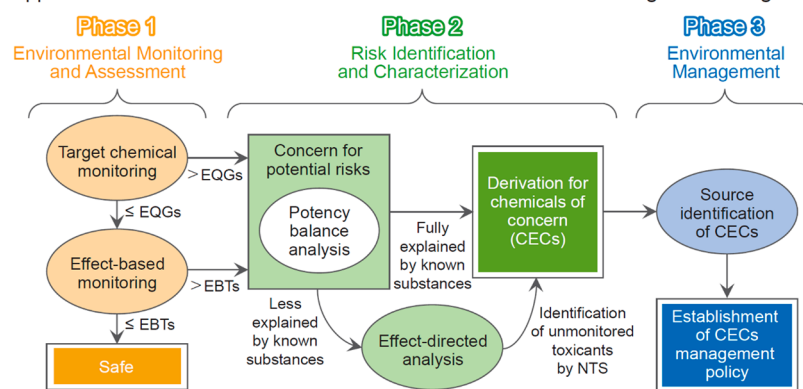 Phase 1
Environmental Monitoring
and Assessment
Phase 2
Risk Identification
and Characterization
Phase 3
Environmental
Management
Target chemical
monitoring
> EQGs
≤ EQGs
Effect-based
monitoring
> EBTs
≤ EBTs
Safe
Concern for
potential risks
Potency
balance
analysis
Fully
explained
by known
substances
Less
explained
by known
substances
Effect-directed
analysis
Identification
of unmonitored
toxicants
by NTS
Derivation for
chemicals of
concern
(CECs)
Source
identification
of CECs
Establishment
of CECs
management
policy